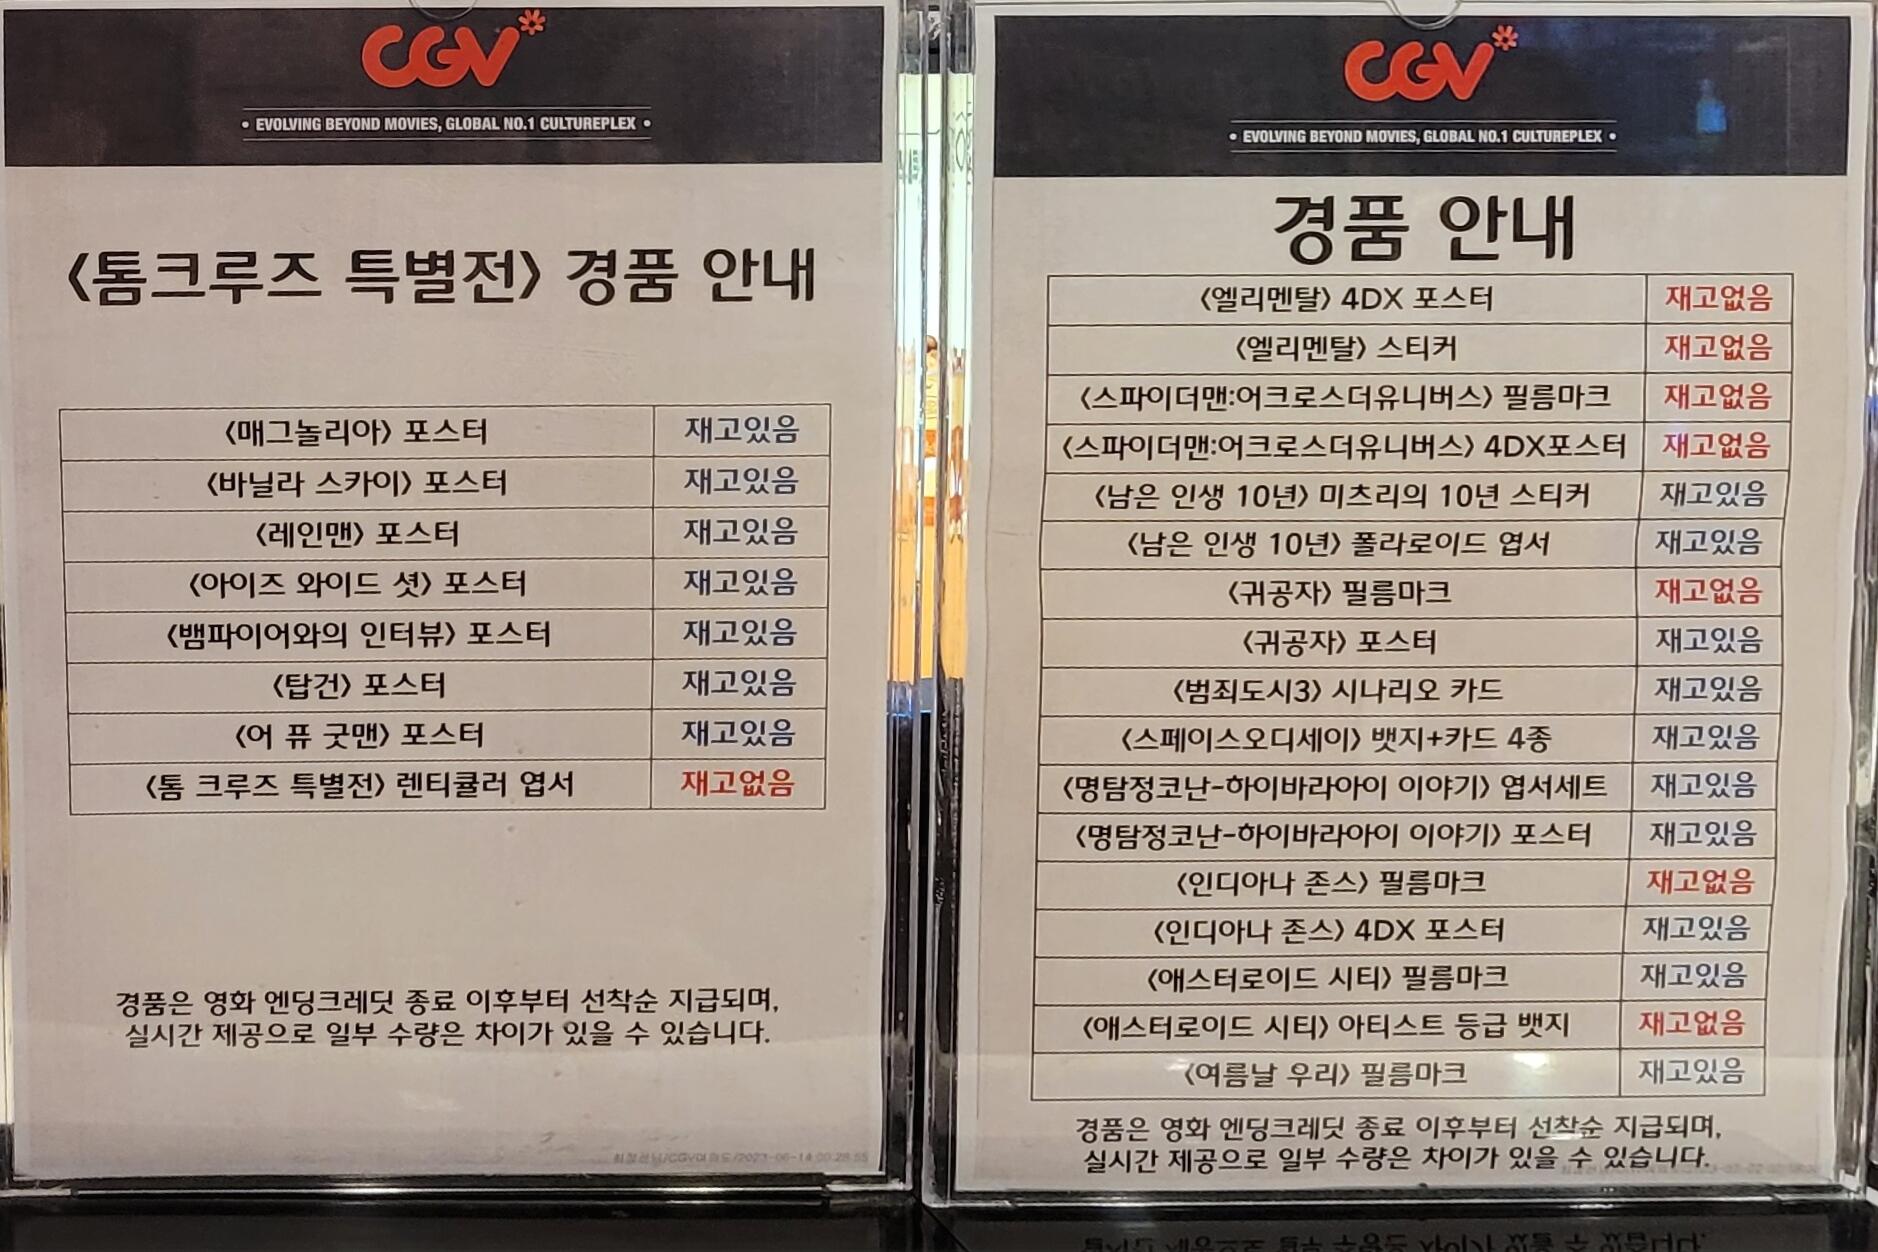 CGV
• EVOLVING BEYOND MOVIES, GLOBAL NO.1 CULTUREPLEX •
<톰크루즈 특별전> 경품 안내
<매그놀리아> 포스터 재고있음
<바닐라 스카이> 포스터 재고있음
<레인맨> 포스터 재고있음
<아이즈 와이드 셧> 포스터 재고있음
<뱀파이어와의 인터뷰> 포스터 재고있음
<탑건> 포스터 재고있음
<어 퓨 굿맨> 포스터 재고있음
<톰 크루즈 특별전> 렌티큘러 엽서 재고없음
경품은 영화 엔딩크레딧 종료 이후부터 선착순 지급되며,
실시간 제공으로 일부 수량은 차이가 있을 수 있습니다.
CGV
• EVOLVING BEYOND MOVIES, GLOBAL NO.1 CULTUREPLEX •
경품 안내
<엘리멘탈> 4DX 포스터 재고없음
<엘리멘탈> 스티커 재고없음
<스파이더맨:어크로스더유니버스> 필름마크 재고없음
<스파이더맨:어크로스더유니버스> 4DX포스터 재고없음
<남은 인생 10년> 미츠리의 10년 스티커 재고있음
<남은 인생 10년> 폴라로이드 엽서 재고있음
<귀공자> 필름마크 재고없음
<귀공자> 포스터 재고있음
<범죄도시3> 시나리오 카드 재고있음
<스페이스오디세이> 뱃지+카드 4종 재고있음
<명탐정코난-하이바라아이 이야기> 엽서세트 재고있음
<명탐정코난-하이바라아이 이야기> 포스터 재고있음
<인디아나 존스> 필름마크 재고없음
<인디아나 존스> 4DX 포스터 재고있음
<애스터로이드 시티> 필름마크 재고있음
<애스터로이드 시티> 아티스트 등급 뱃지 재고없음
<여름날 우리> 필름마크 재고있음
경품은 영화 엔딩크레딧 종료 이후부터 선착순 지급되며,
실시간 제공으로 일부 수량은 차이가 있을 수 있습니다.